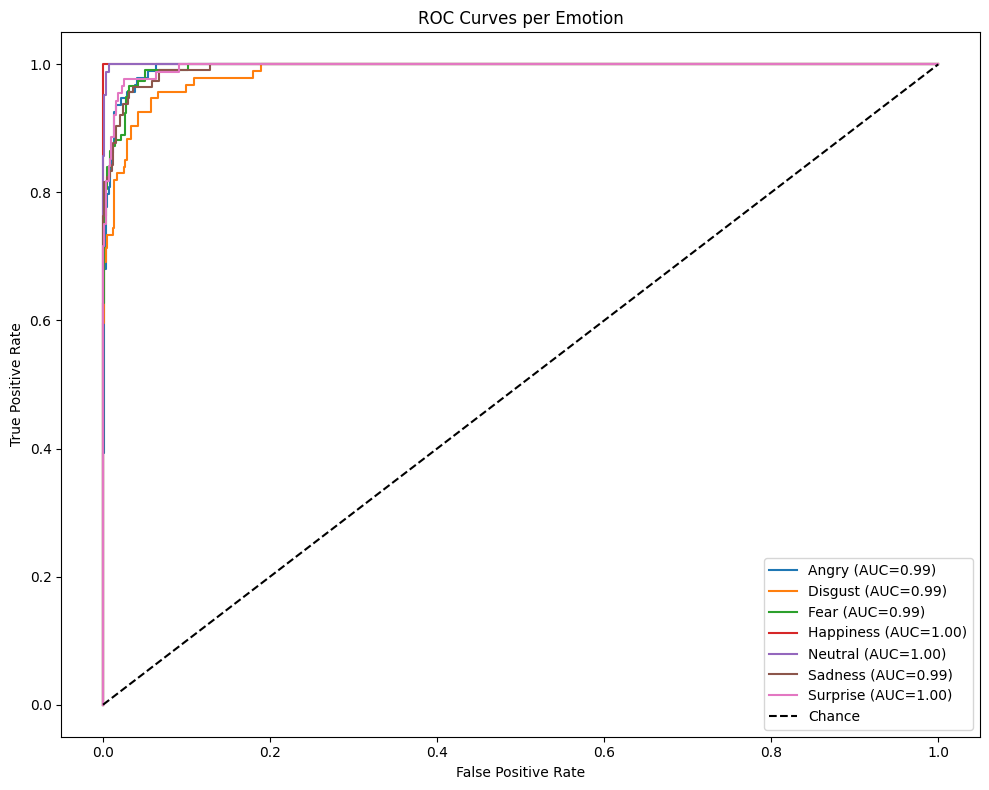 ROC Curves per Emotion
1.0
0.8
0.6
0.4
0.2
0.0
True Positive Rate
0.0 0.2 0.4 0.6 0.8 1.0
False Positive Rate
Angry (AUC=0.99)
Disgust (AUC=0.99)
Fear (AUC=0.99)
Happiness (AUC=1.00)
Neutral (AUC=1.00)
Sadness (AUC=0.99)
Surprise (AUC=1.00)
Chance